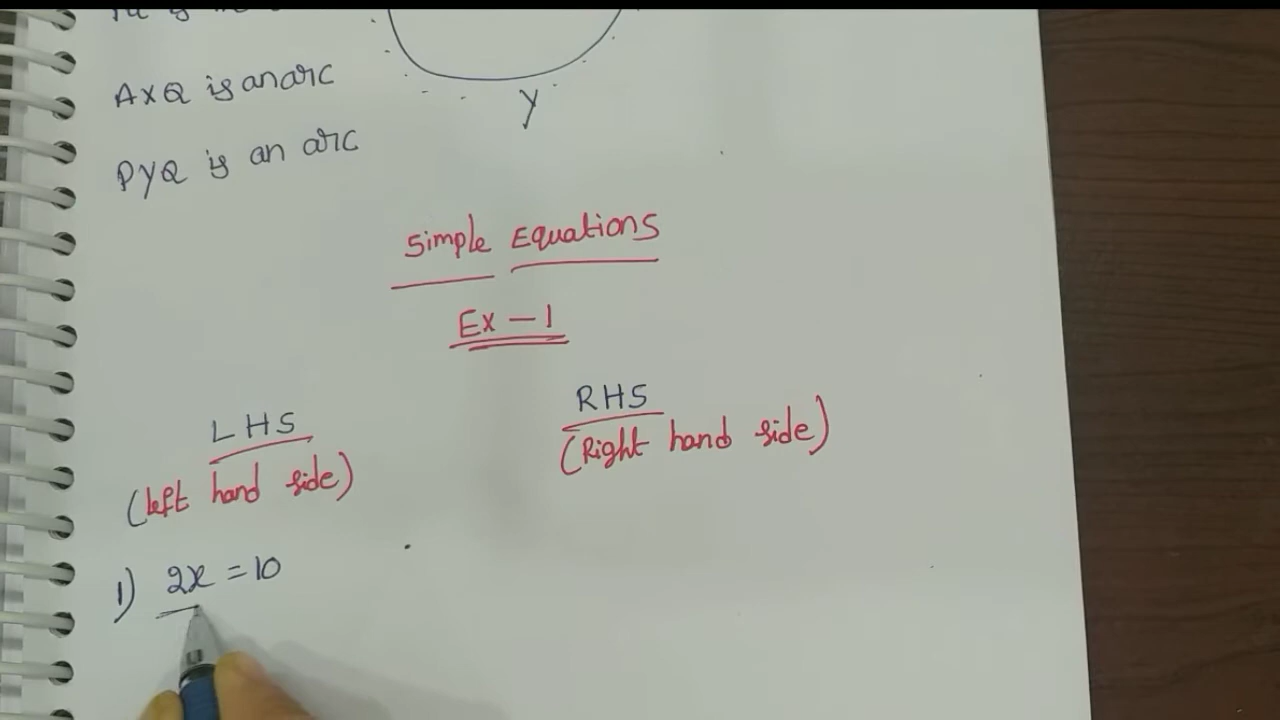 is
AXQ is an arc
Y
PYQ is an arc
Simple Equations
Ex - 1
LHS
(left hand side)
RHS
(Right hand side)
1) 2x = 10